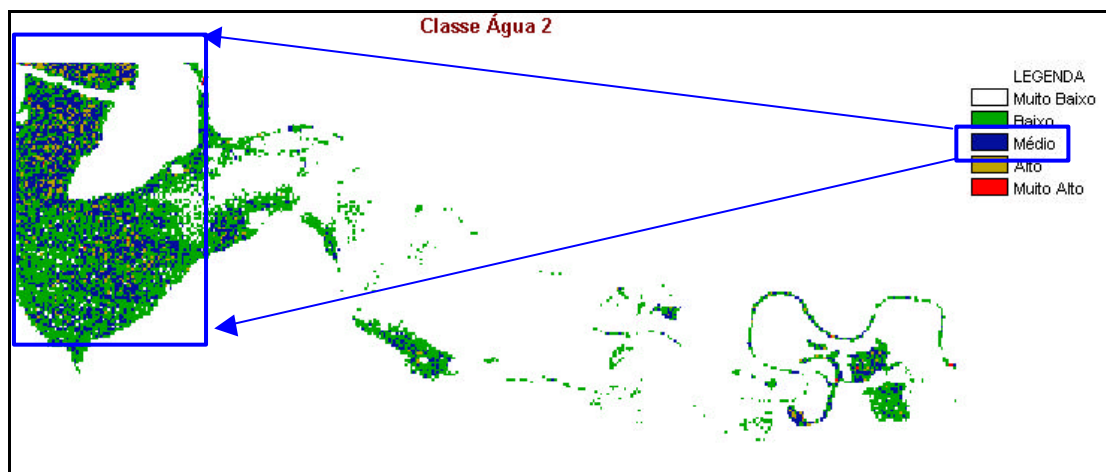 Classe Água 2
LEGENDA
Muito Baixo
Baixo
Médio
Alto
Muito Alto